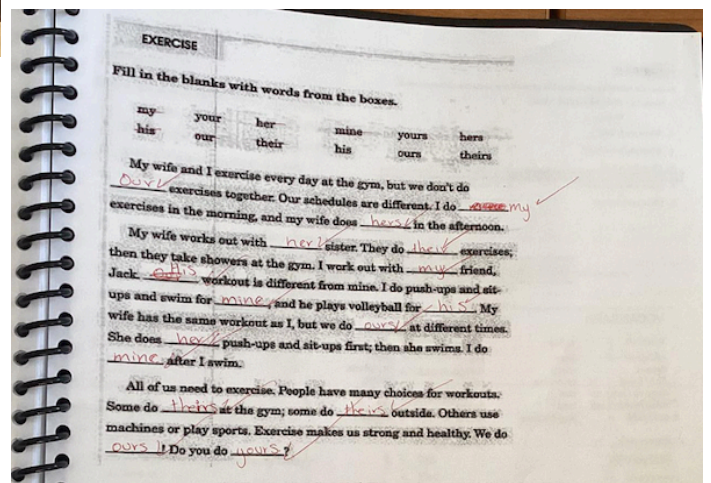 EXERCISE
Fill in the blanks with words from the boxes.
my your her mine yours hers
his our their his ours theirs
My wife and I exercise every day at the gym, but we don't do
our exercises together. Our schedules are different. I do my
exercises in the morning, and my wife does hers in the afternoon.
My wife works out with her sister. They do their exercises;
then they take showers at the gym. I work out with my friend,
Jack. His workout is different from mine. I do push-ups and sit-
ups and swim for mine, and he plays volleyball for his. My
wife has the same workout as I, but we do ours at different times.
She does her push-ups and sit-ups first; then she swims. I do
mine after I swim.
All of us need to exercise. People have many choices for workouts.
Some do theirs at the gym; some do theirs outside. Others use
machines or play sports. Exercise makes us strong and healthy. We do
ours! Do you do yours?